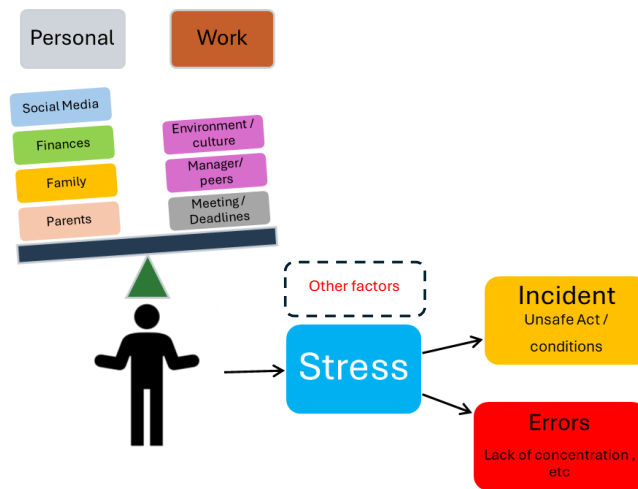 Personal
Work
Social Media
Finances
Family
Parents
Environment /
culture
Manager/
peers
Meeting /
Deadlines
Other factors
Stress
Incident
Unsafe Act /
conditions
Errors
Lack of concentration ,
etc